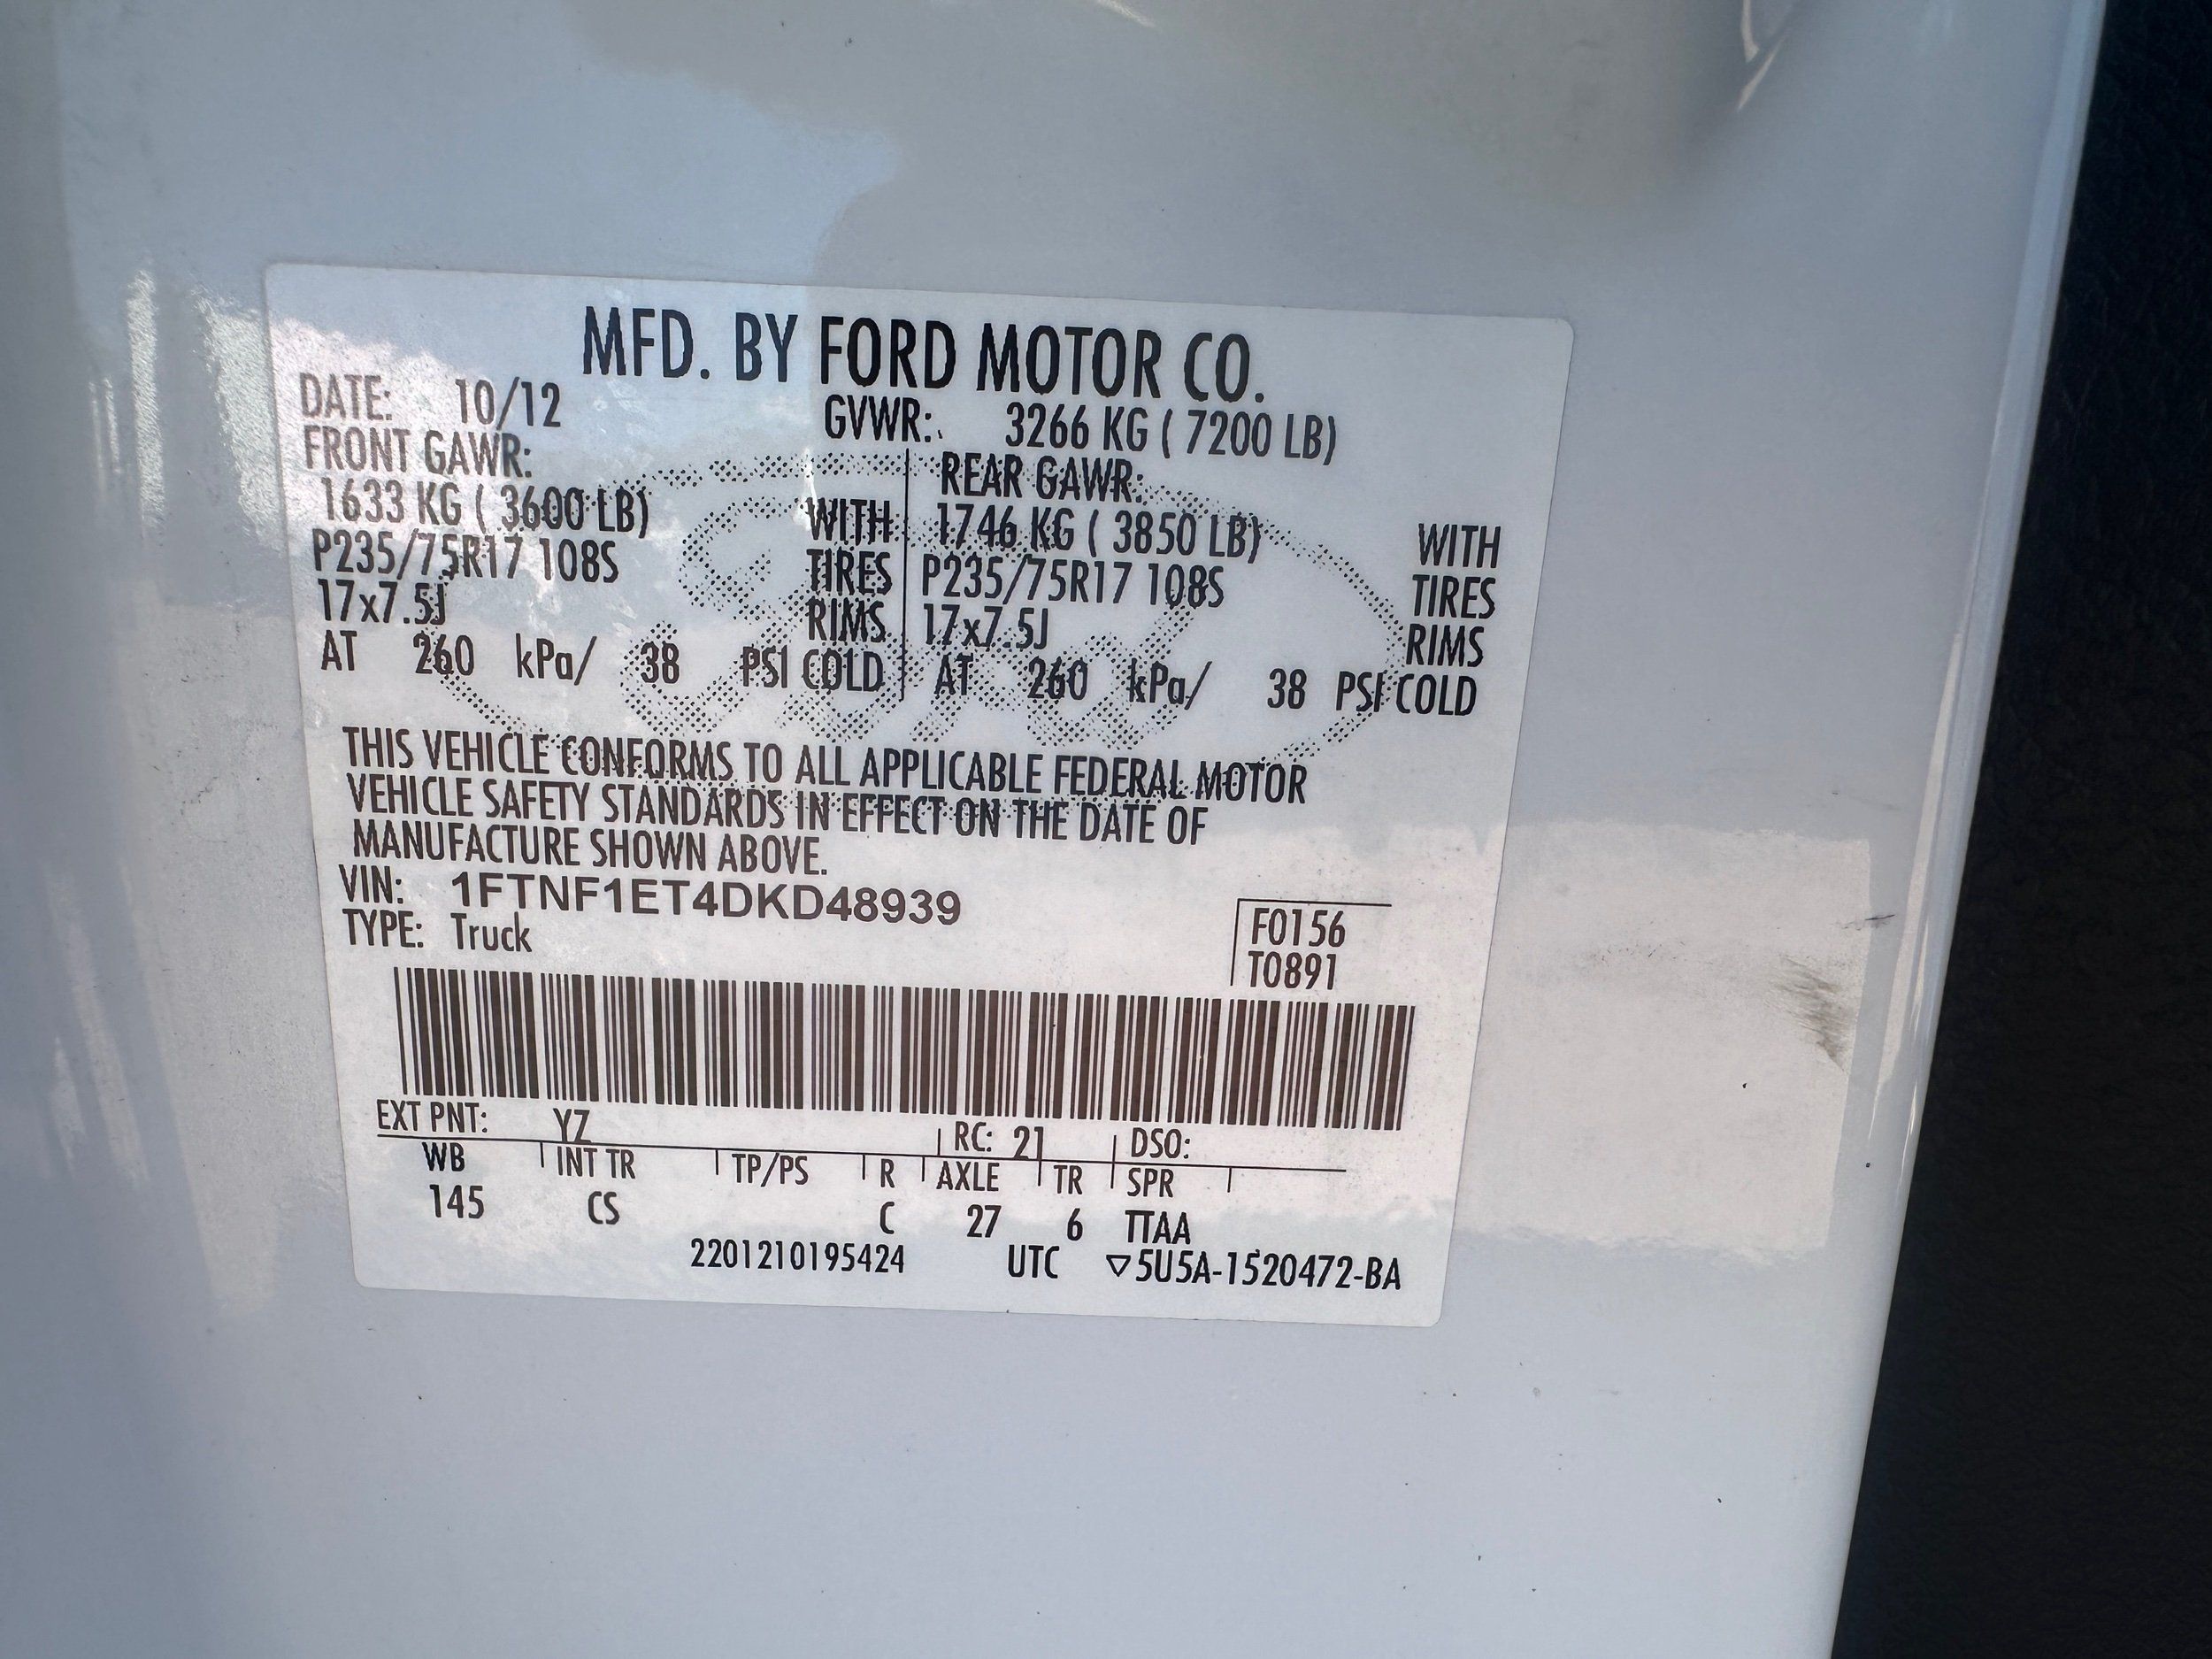 MFD. BY FORD MOTOR CO.
DATE: 10/12 GVWR: 3266 KG ( 7200 LB)
FRONT GAWR: REAR GAWR:
1633 KG ( 3600 LB) WITH 1746 KG ( 3850 LB) WITH
P235/75R17 108S TIRES P235/75R17 108S TIRES
17x7.5J RIMS 17x7.5J RIMS
AT 260 kPa/ 38 PSI COLD AT 260 kPa/ 38 PSI COLD
THIS VEHICLE CONFORMS TO ALL APPLICABLE FEDERAL MOTOR
VEHICLE SAFETY STANDARDS IN EFFECT ON THE DATE OF
MANUFACTURE SHOWN ABOVE.
VIN: 1FTNF1ET4DKD48939
TYPE: Truck
F0156
T0891
EXT PNT: YZ RC: 21 DSO:
WB INT TR TP/PS R AXLE TR SPR
145 CS C 27 6 TTAA
2201210195424 UTC ▽5U5A-1520472-BA
Ford